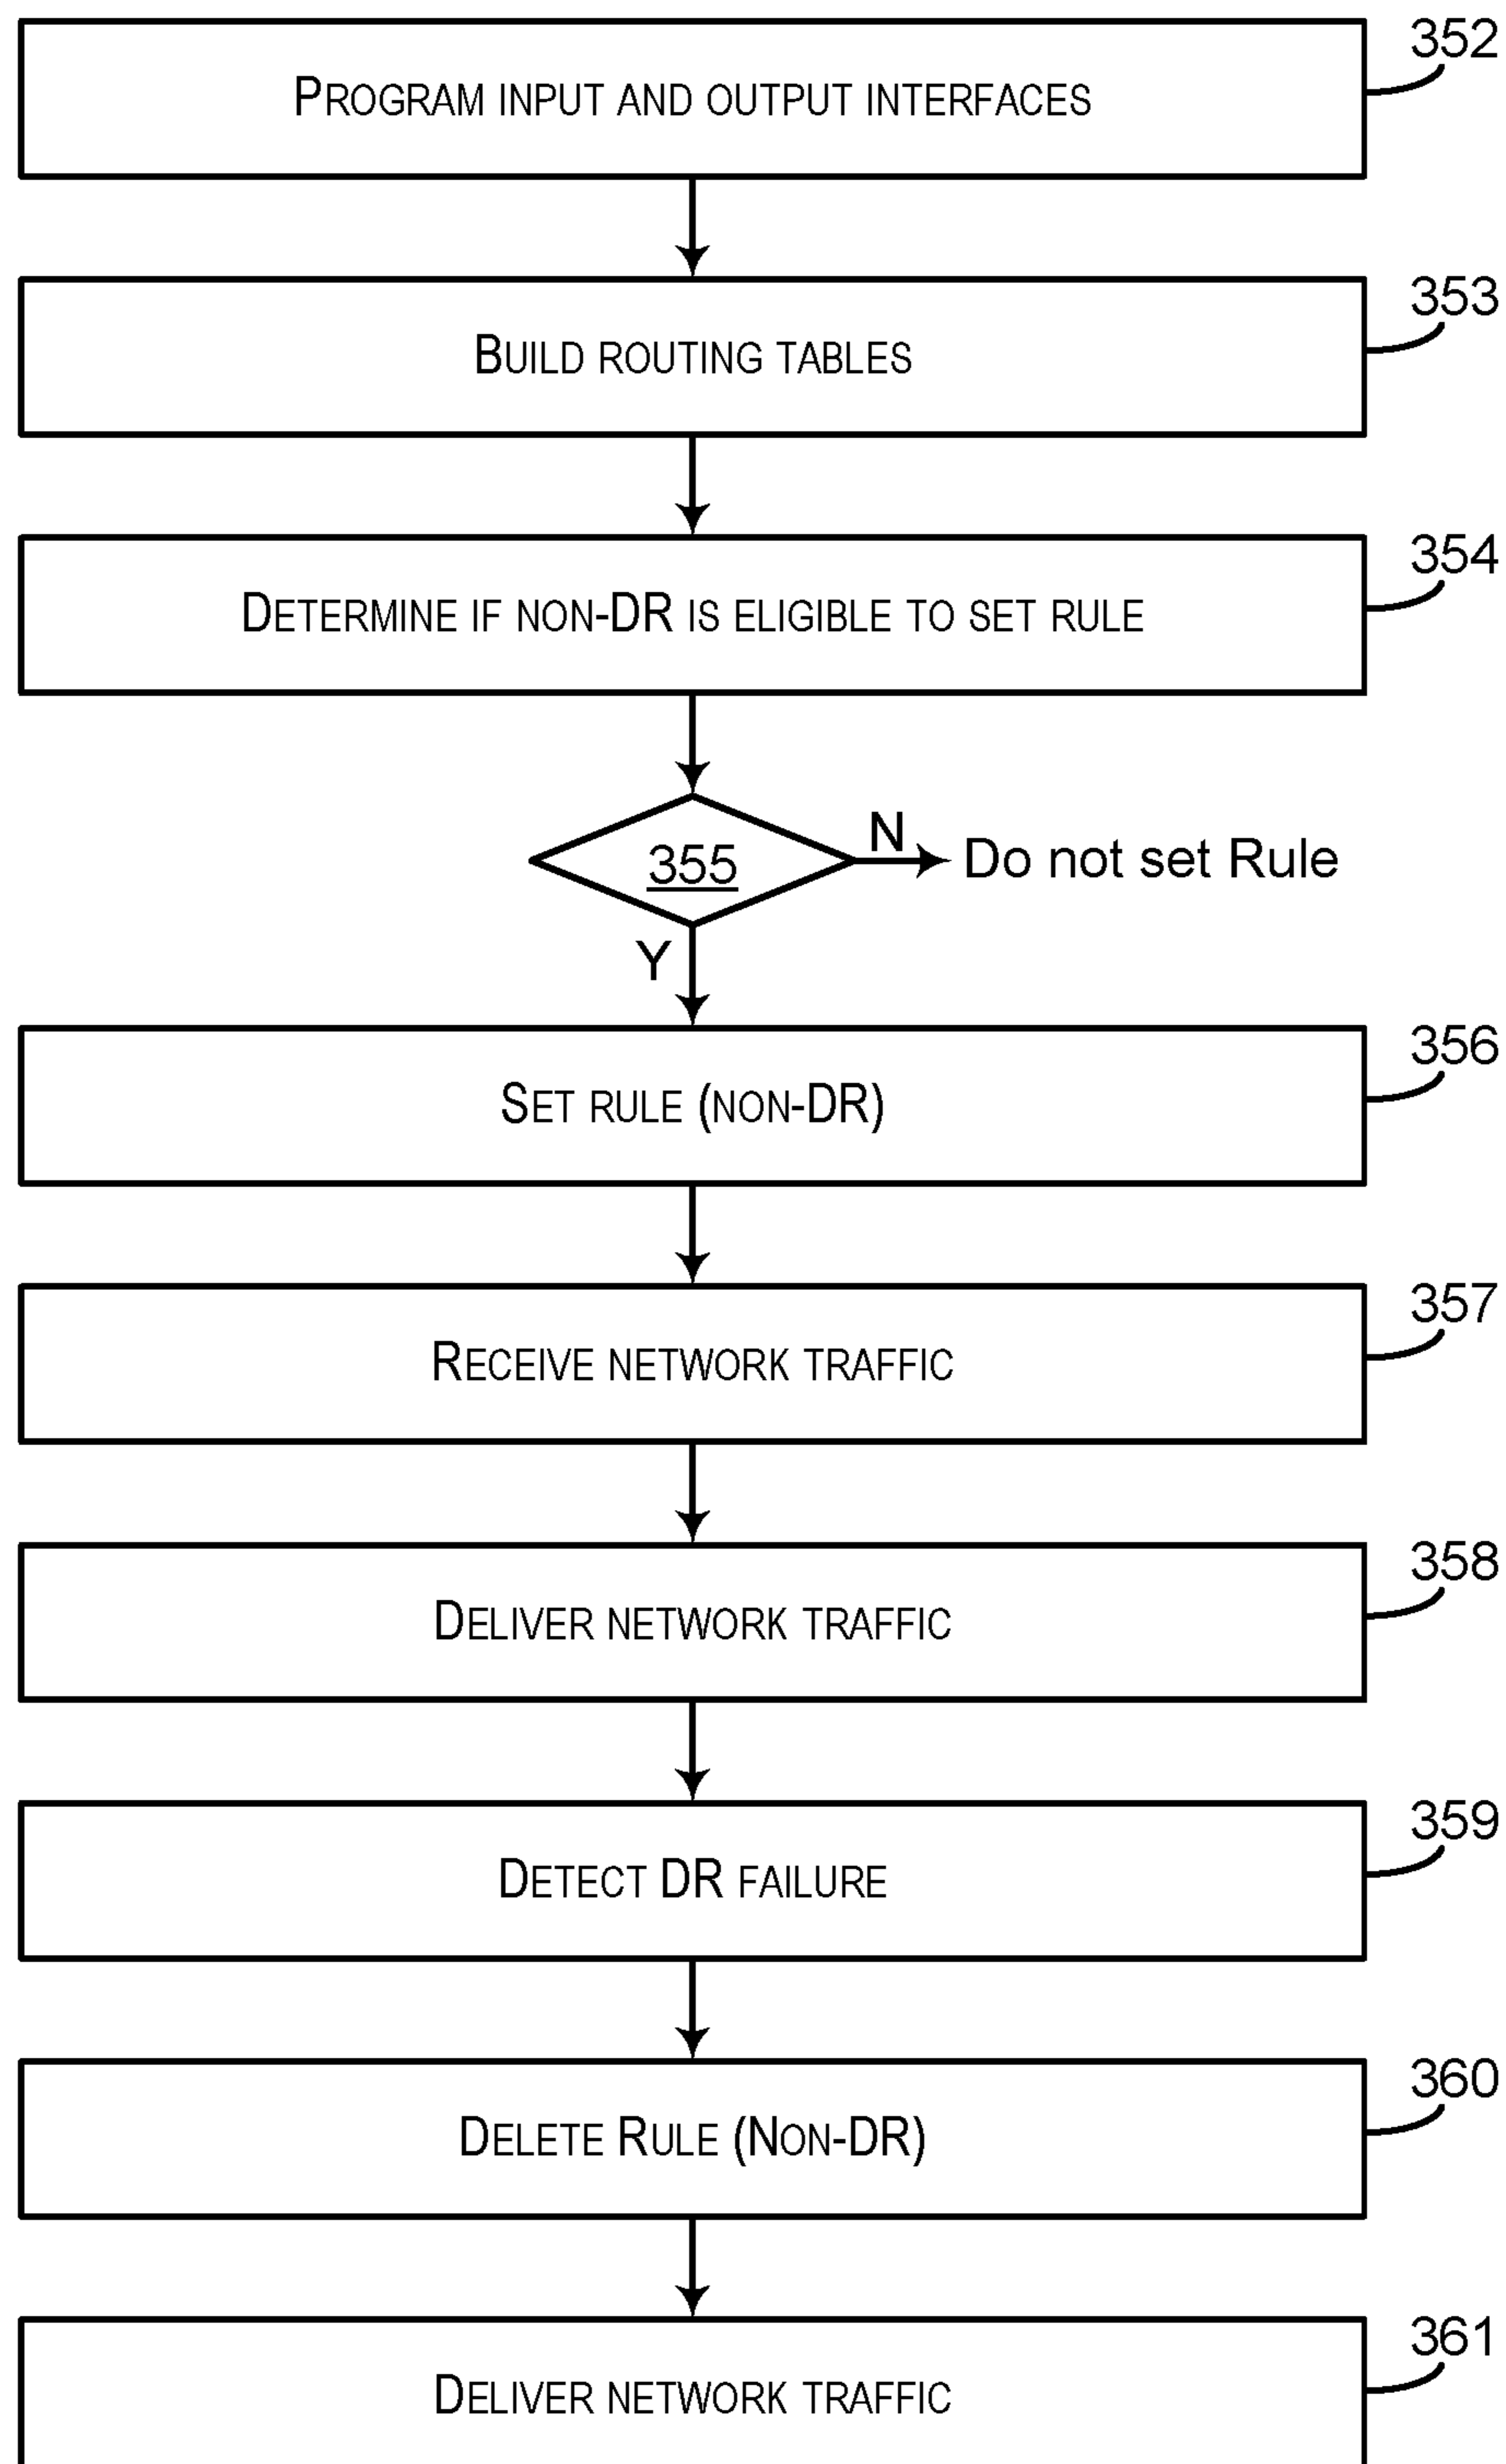 352
PROGRAM INPUT AND OUTPUT INTERFACES
353
BUILD ROUTING TABLES
354
DETERMINE IF NON-DR IS ELIGIBLE TO SET RULE
355
N
Do not set Rule
Y
356
SET RULE (NON-DR)
357
RECEIVE NETWORK TRAFFIC
358
DELIVER NETWORK TRAFFIC
359
DETECT DR FAILURE
360
DELETE RULE (NON-DR)
361
DELIVER NETWORK TRAFFIC